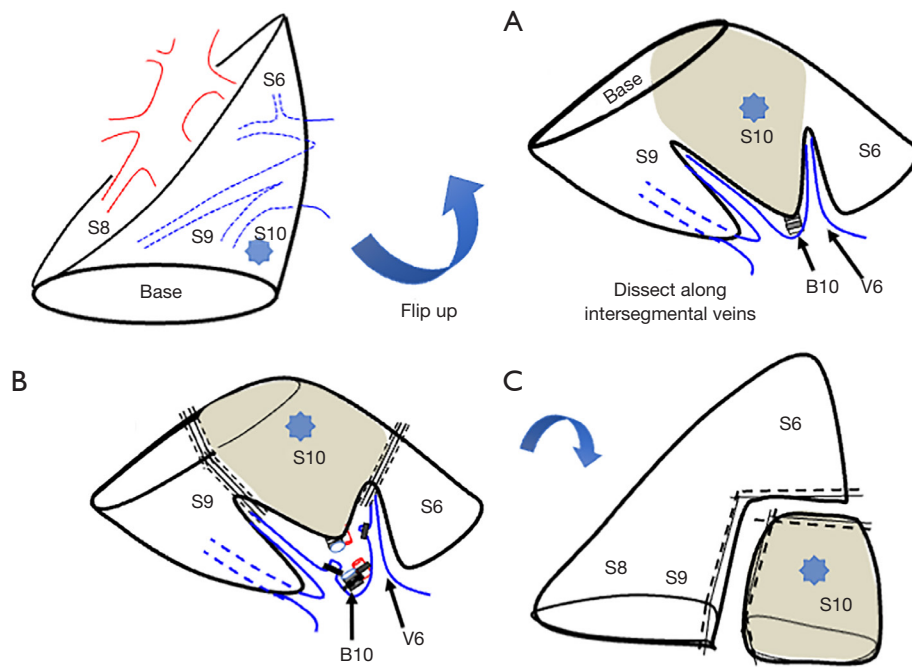 S6
S8
S9
S10
Base
Flip up
A
Base
S10
S9
S6
B10
V6
Dissect along
intersegmental veins
B
S10
S9
S6
B10
V6
C
S6
S8
S9
S10